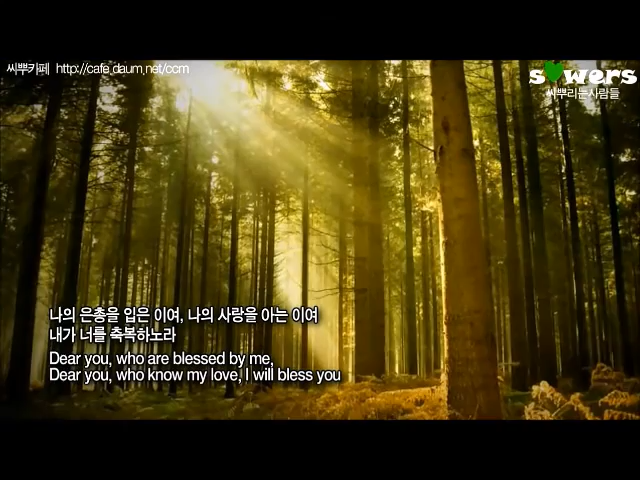 씨뿌카페 http://cafe.daum.net/ccm
sowers
씨뿌리는사람들
나의 은총을 입은 이여, 나의 사랑을 아는 이여
내가 너를 축복하노라
Dear you, who are blessed by me,
Dear you, who know my love, I will bless you